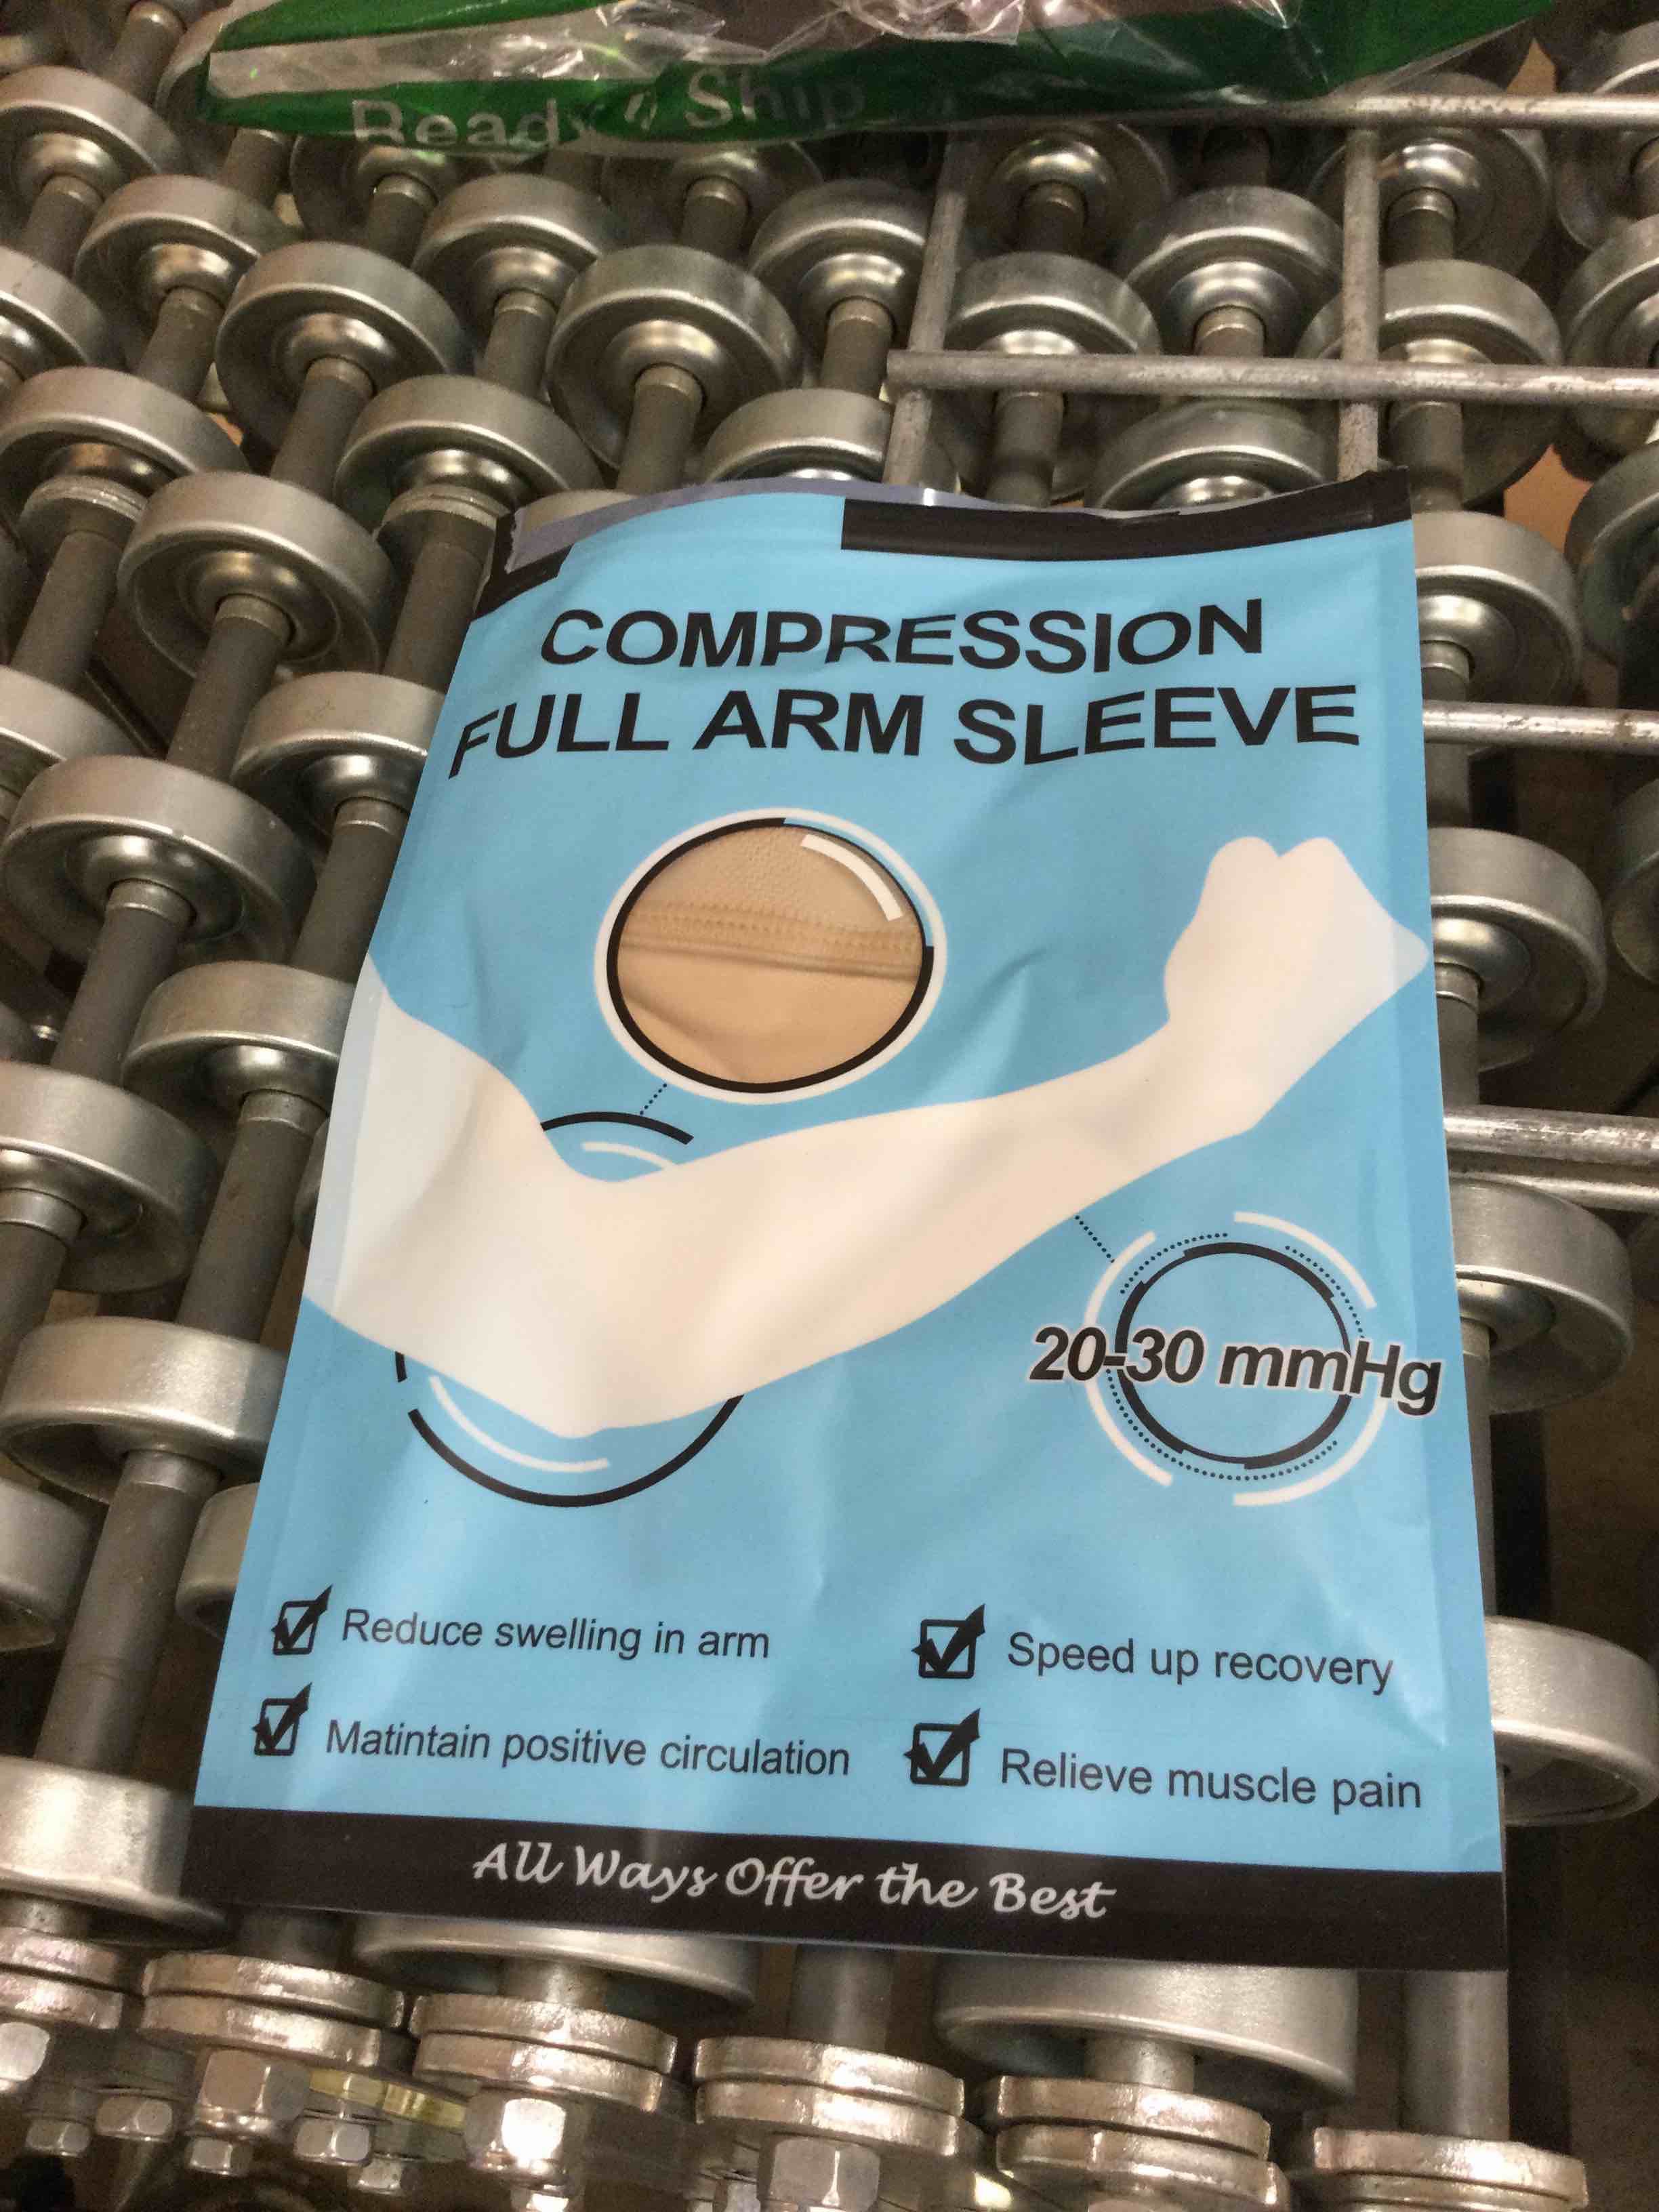 Ready n Ship
COMPRESSION
FULL ARM SLEEVE
20-30 mmHg
Reduce swelling in arm
Speed up recovery
Matintain positive circulation
Relieve muscle pain
All Ways Offer the Best